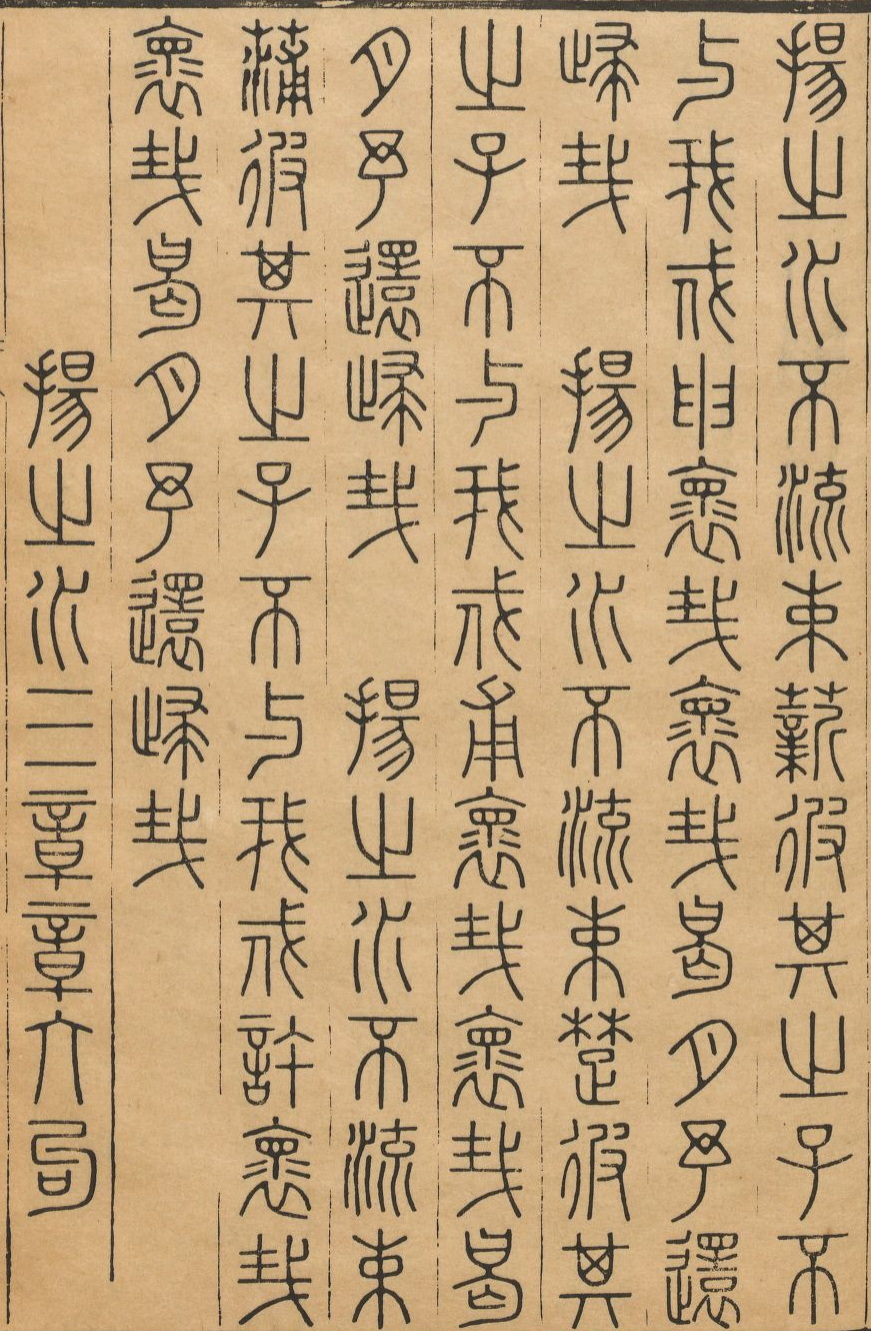 揚之水不流束薪彼其之子不
与我戍申懷哉懷哉曷月予還
歸哉　揚之水不流束楚彼其
之子不与我戍甫懷哉懷哉曷
月予還歸哉　揚之水不流束
蒲彼其之子不与我戍許懷哉
懷哉曷月予還歸哉
揚之水三章章六句